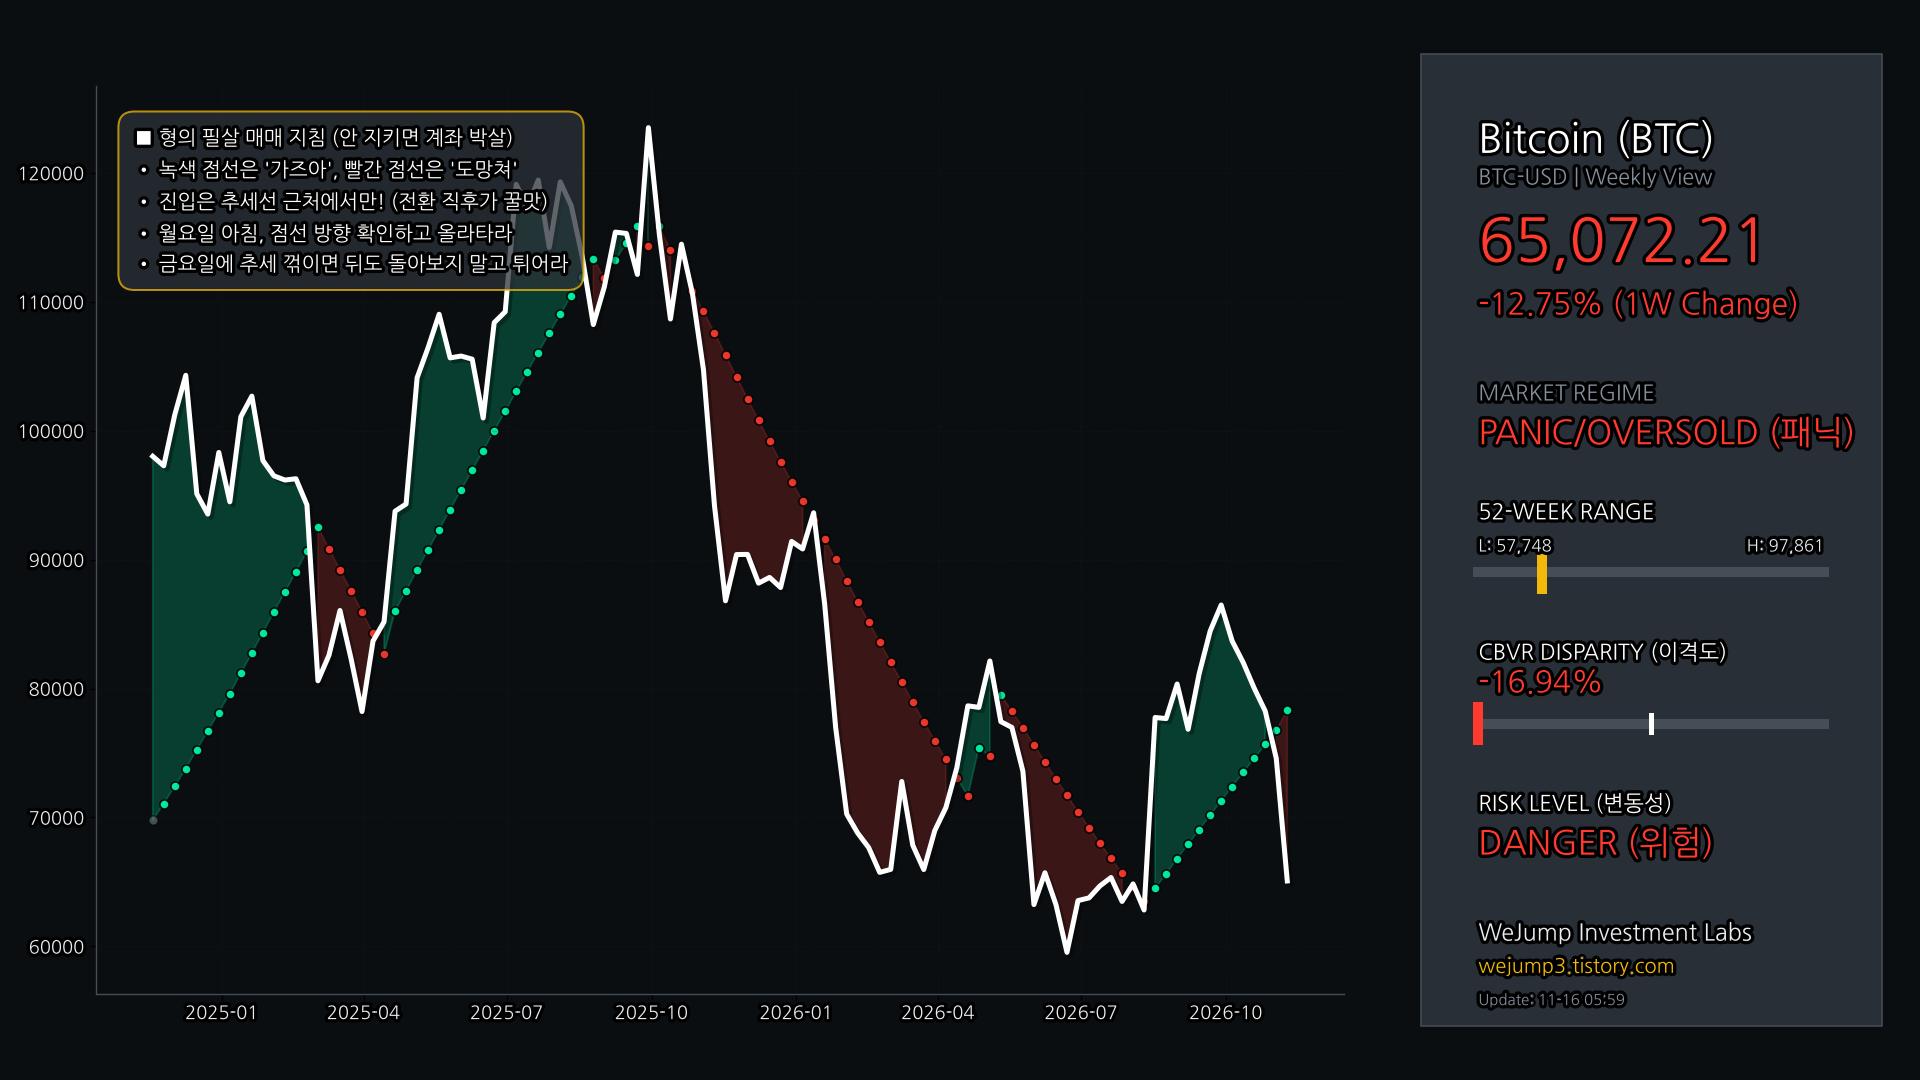 ■ 형의 필살 매매 지침 (안 지키면 계좌 박살)
• 녹색 점선은 '가즈아', 빨간 점선은 '도망쳐'
• 진입은 추세선 근처에서만! (전환 직후가 꿀맛)
• 월요일 아침, 점선 방향 확인하고 올라타라
• 금요일에 추세 꺾이면 뒤도 돌아보지 말고 튀어라
120000
110000
100000
90000
80000
70000
60000
2025-01
2025-04
2025-07
2025-10
2026-01
2026-04
2026-07
2026-10
Bitcoin (BTC)
BTC-USD | Weekly View
65,072.21
-12.75% (1W Change)
MARKET REGIME
PANIC/OVERSOLD (패닉)
52-WEEK RANGE
L: 57,748
H: 97,861
CBVR DISPARITY (이격도)
-16.94%
RISK LEVEL (변동성)
DANGER (위험)
WeJump Investment Labs
wejump3.tistory.com
Update: 11-16 05:59